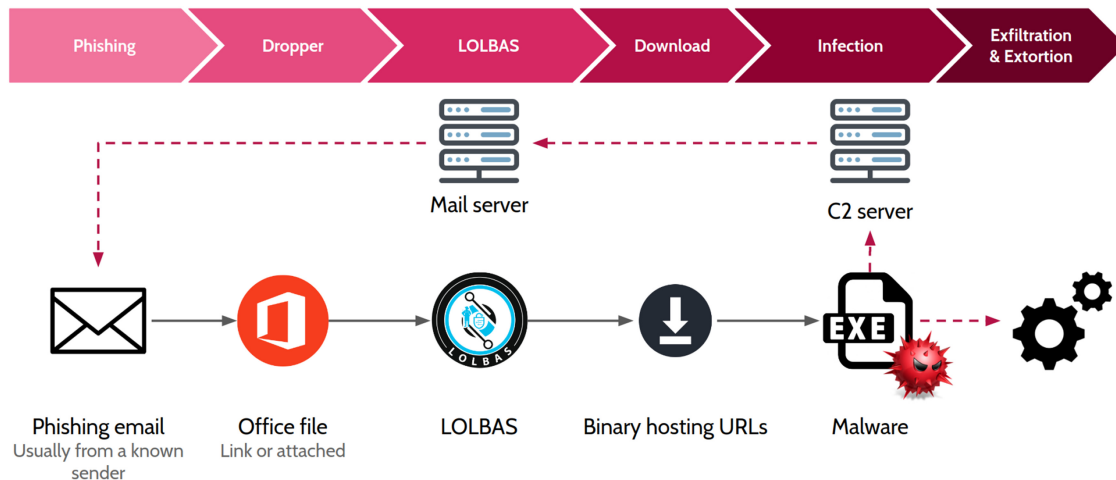 Phishing
Dropper
LOLBAS
Download
Infection
Exfiltration
& Extortion
Mail server
C2 server
LOLBAS
EXE
Phishing email
Usually from a known
sender
Office file
Link or attached
LOLBAS
Binary hosting URLs
Malware